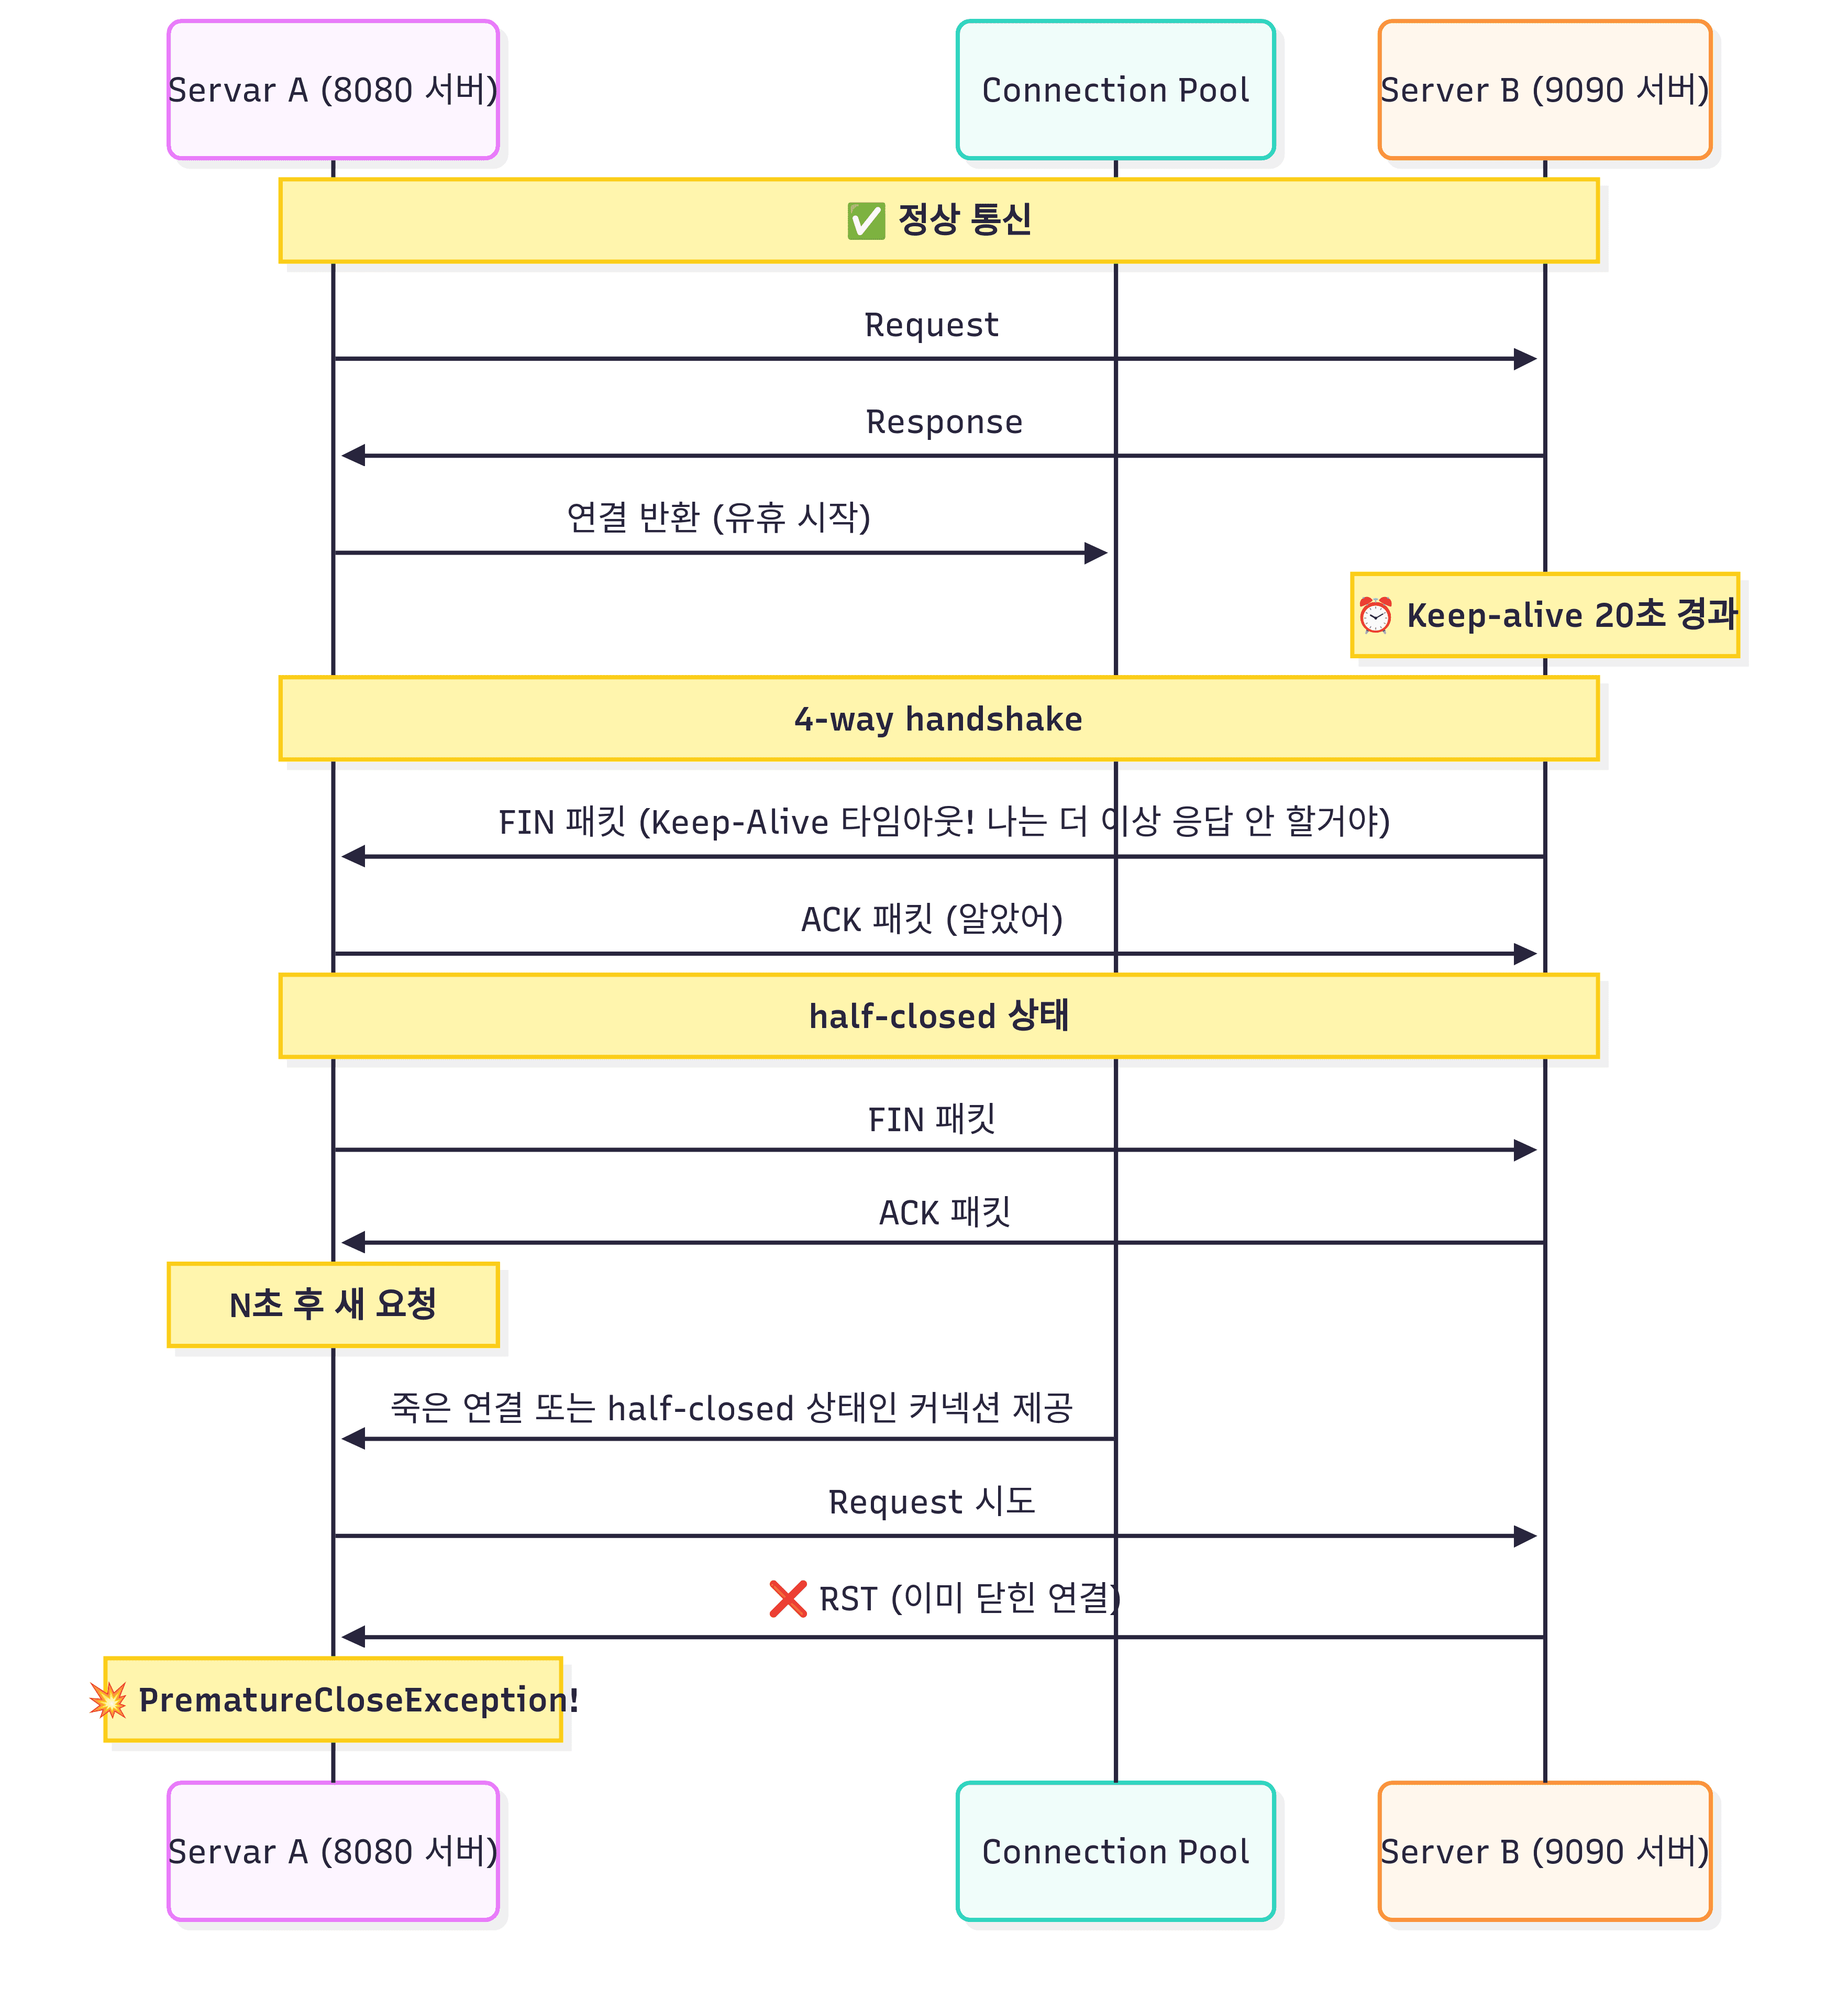 Servar A (8080 서버)
Connection Pool
Server B (9090 서버)
✅ 정상 통신
Request
Response
연결 반환 (유휴 시작)
⏰ Keep-alive 20초 경과
4-way handshake
FIN 패킷 (Keep-Alive 타임아웃! 나는 더 이상 응답 안 할거야)
ACK 패킷 (알았어)
half-closed 상태
FIN 패킷
ACK 패킷
N초 후 새 요청
죽은 연결 또는 half-closed 상태인 커넥션 제공
Request 시도
❌ RST (이미 닫힌 연결)
💥 PrematureCloseException!
Servar A (8080 서버)
Connection Pool
Server B (9090 서버)